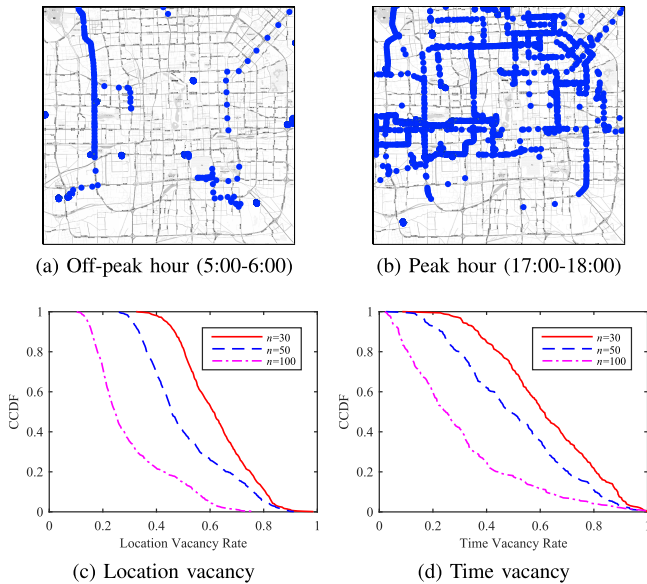 (a) Off-peak hour (5:00-6:00)
(b) Peak hour (17:00-18:00)
1
0.8
0.6
0.4
0.2
0
0
0.2
0.4
0.6
0.8
1
CCDF
Location Vacancy Rate
n=30
n=50
n=100
(c) Location vacancy
1
0.8
0.6
0.4
0.2
0
0
0.2
0.4
0.6
0.8
1
CCDF
Time Vacancy Rate
n=30
n=50
n=100
(d) Time vacancy